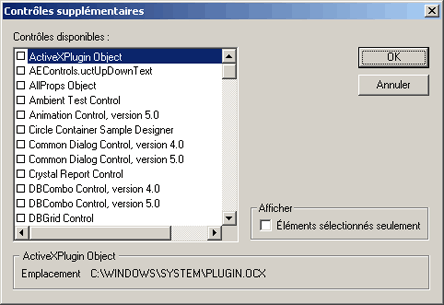 Contrôles supplémentaires
Contrôles disponibles :
ActiveXPlugin Object
AEControls.uctUpDownText
AllProps Object
Ambient Test Control
Animation Control, version 5.0
Circle Container Sample Designer
Common Dialog Control, version 4.0
Common Dialog Control, version 5.0
Crystal Report Control
DBCombo Control, version 4.0
DBCombo Control, version 5.0
DBGrid Control
OK
Annuler
Afficher
Éléments sélectionnés seulement
ActiveXPlugin Object
Emplacement C:\WINDOWS\SYSTEM\PLUGIN.OCX